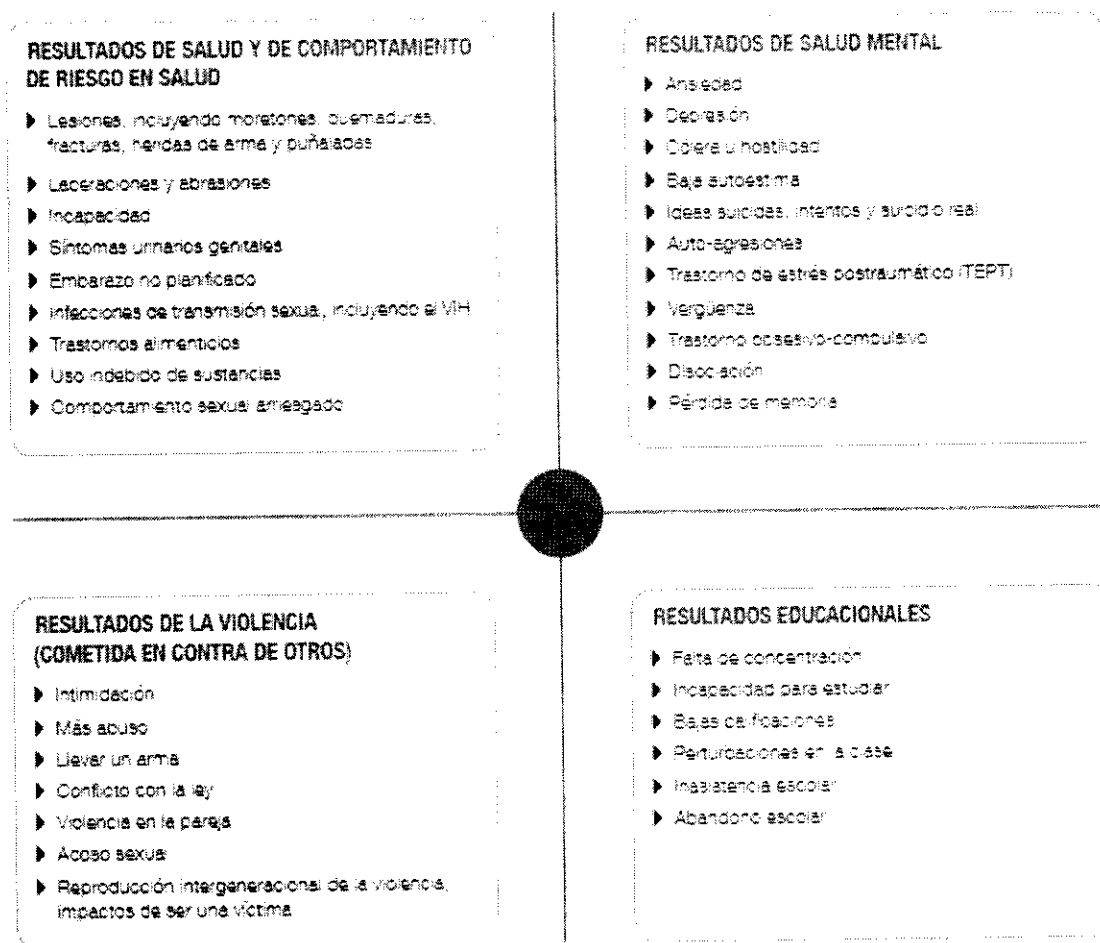 RESULTADOS DE SALUD Y DE COMPORTAMIENTO
DE RIESGO EN SALUD
Lesiones, incluyendo moretones, quemaduras,
fracturas, heridas de arma y puñaladas
Laceraciones y abrasiones
Incapacidad
Síntomas urinarios genitales
Embarazo no planificado
Infecciones de transmisión sexual, incluyendo el VIH
Trastornos alimenticios
Uso indebido de sustancias
Comportamiento sexual arriesgado
RESULTADOS DE SALUD MENTAL
Ansiedad
Depresión
Cólera u hostilidad
Baja autoestima
Ideas suicidas, intentos y suicidio real
Auto-agresiones
Trastorno de estrés postraumático (TEPT)
Vergüenza
Trastorno obsesivo-compulsivo
Disociación
Pérdida de memoria
RESULTADOS DE LA VIOLENCIA
(COMETIDA EN CONTRA DE OTROS)
Intimidación
Más abuso
Llevar un arma
Conflicto con la ley
Violencia en la pareja
Acoso sexual
Reproducción intergeneracional de la violencia,
impactos de ser una víctima
RESULTADOS EDUCACIONALES
Falta de concentración
Incapacidad para estudiar
Bajas calificaciones
Perturbaciones en la clase
Inasistencia escolar
Abandono escolar